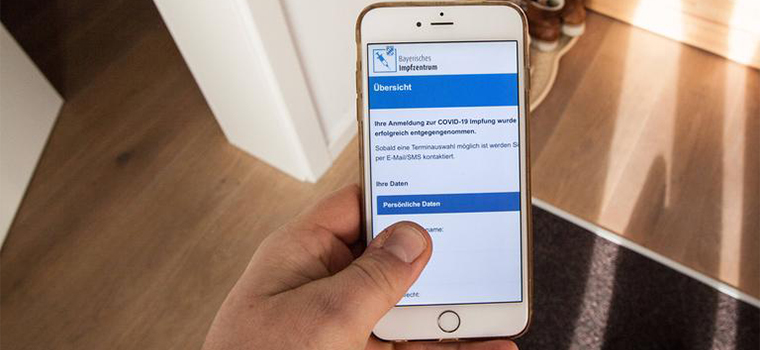 Bayerisches
Impfzentrum
Übersicht
Ihre Anmeldung zur COVID-19 Impfung wurde
erfolgreich entgegengenommen.
Sobald eine Terminauswahl möglich ist werden
per E-Mail/SMS kontaktiert.
Ihre Daten
Persönliche Daten